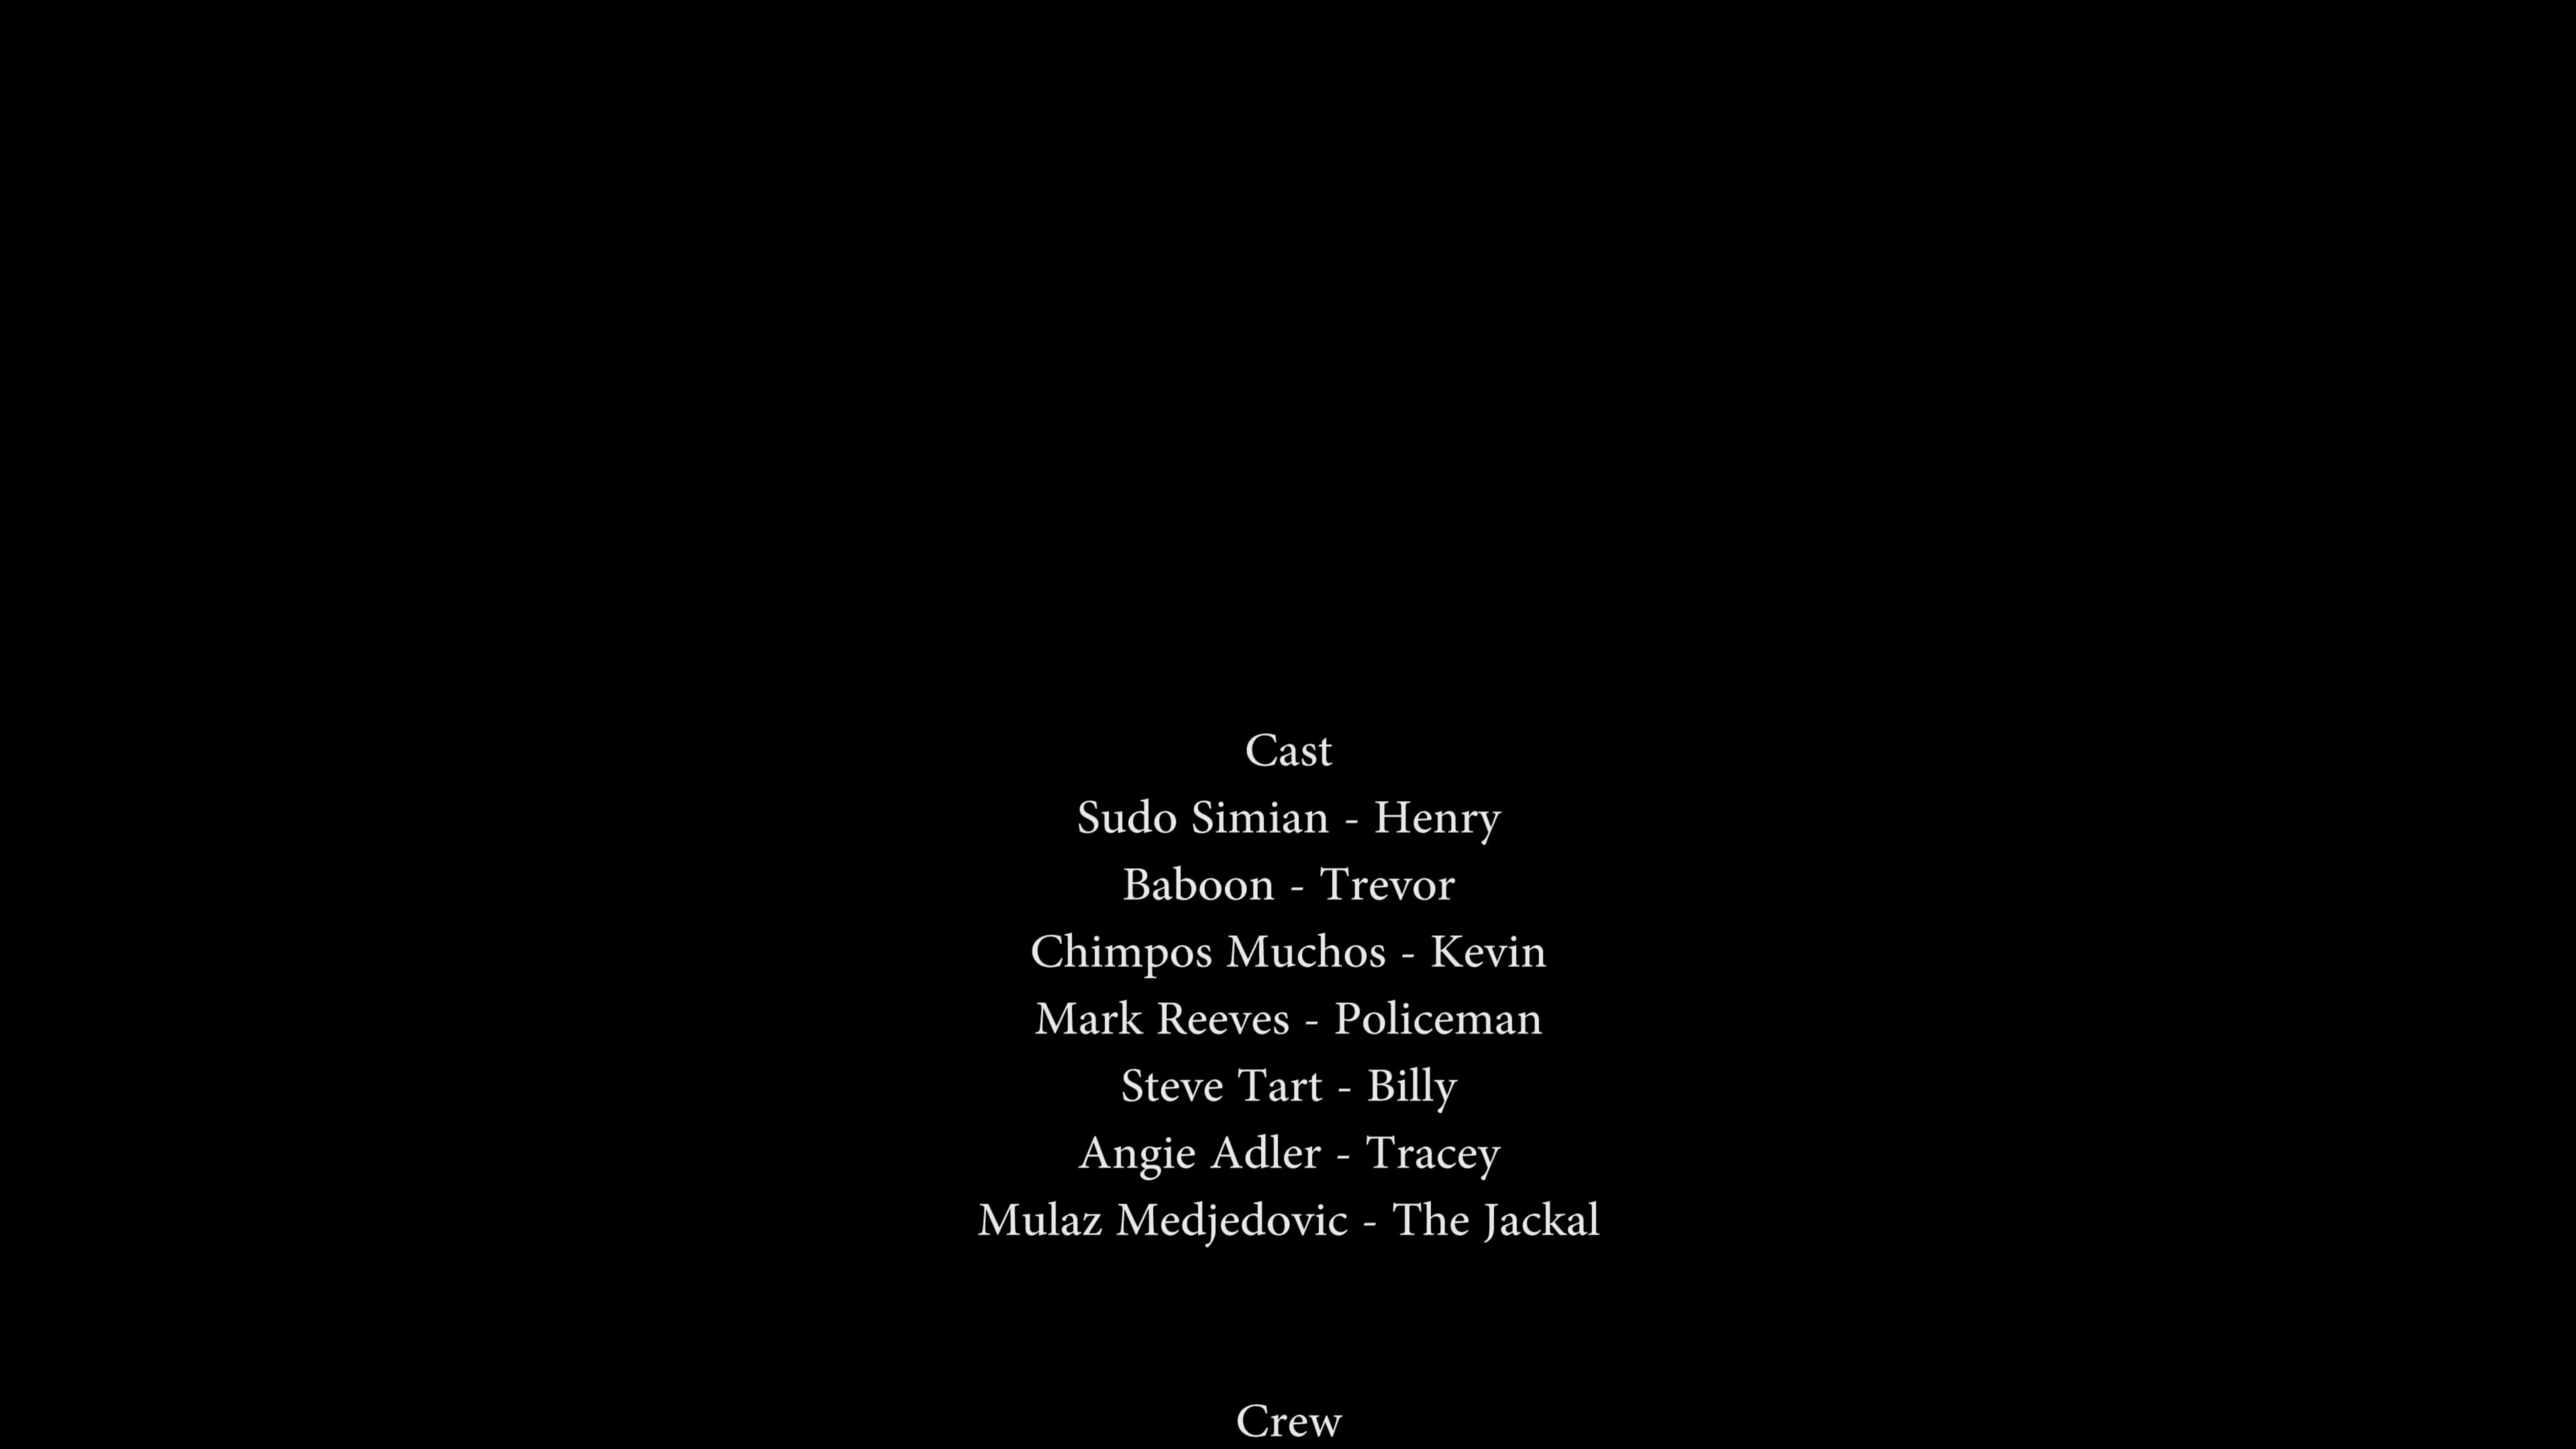 Cast
Sudo Simian - Henry
Baboon - Trevor
Chimpos Muchos - Kevin
Mark Reeves - Policeman
Steve Tart - Billy
Angie Adler - Tracey
Mulaz Medjedovic - The Jackal
Crew